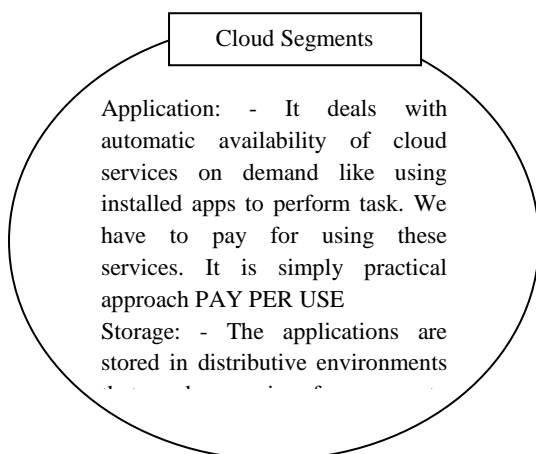 Cloud Segments
Application: - It deals with
automatic availability of cloud
services on demand like using
installed apps to perform task. We
have to pay for using these
services. It is simply practical
approach PAY PER USE
Storage: - The applications are
stored in distributive environments